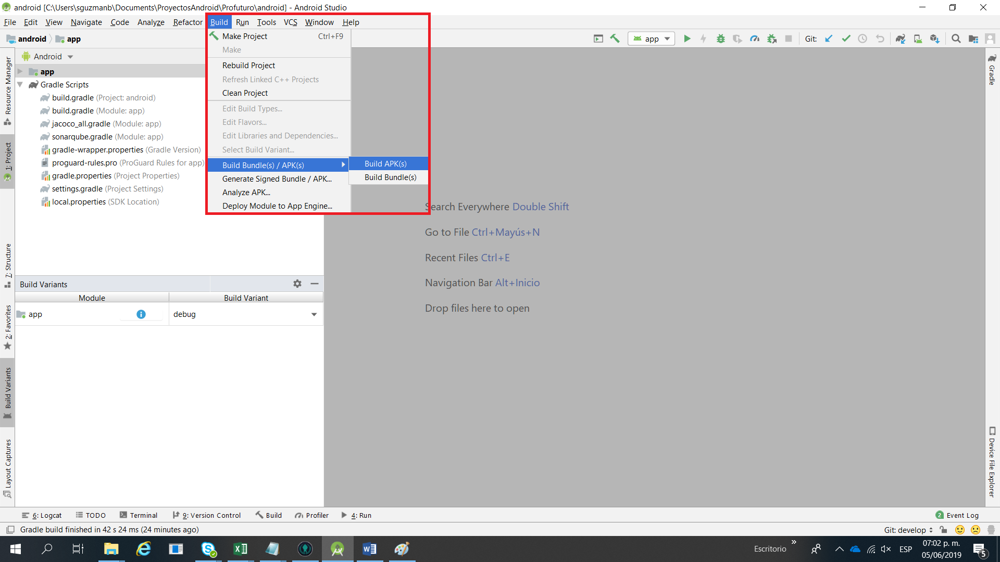 android [C:\Users\sguzmanb\Documents\ProyectosAndroid\Profuturo\android] - Android Studio
File Edit View Navigate Code Analyze Refactor Build Run Tools VCS Window Help
android app
app
Git:
Android
app
Gradle Scripts
build.gradle (Project: android)
build.gradle (Module: app)
jacoco_all.gradle (Module: app)
sonarqube.gradle (Module: app)
gradle-wrapper.properties (Gradle Version)
proguard-rules.pro (ProGuard Rules for app)
gradle.properties (Project Properties)
settings.gradle (Project Settings)
local.properties (SDK Location)
Make Project Ctrl+F9
Make
Rebuild Project
Refresh Linked C++ Projects
Clean Project
Edit Build Types...
Edit Flavors...
Edit Libraries and Dependencies...
Select Build Variant...
Build Bundle(s) / APK(s)
Generate Signed Bundle / APK...
Analyze APK...
Deploy Module to App Engine...
Build APK(s)
Build Bundle(s)
Search Everywhere Double Shift
Go to File Ctrl+Mayús+N
Recent Files Ctrl+E
Navigation Bar Alt+Inicio
Drop files here to open
Resource Manager
1: Project
7: Structure
2: Favorites
Build Variants
Layout Captures
Gradle
Device File Explorer
Build Variants
Module Build Variant
app debug
6: Logcat TODO Terminal 9: Version Control Build Profiler 4: Run
2 Event Log
Gradle build finished in 42 s 24 ms (24 minutes ago)
Git: develop
Escritorio
ESP
07:02 p. m.
05/06/2019
5